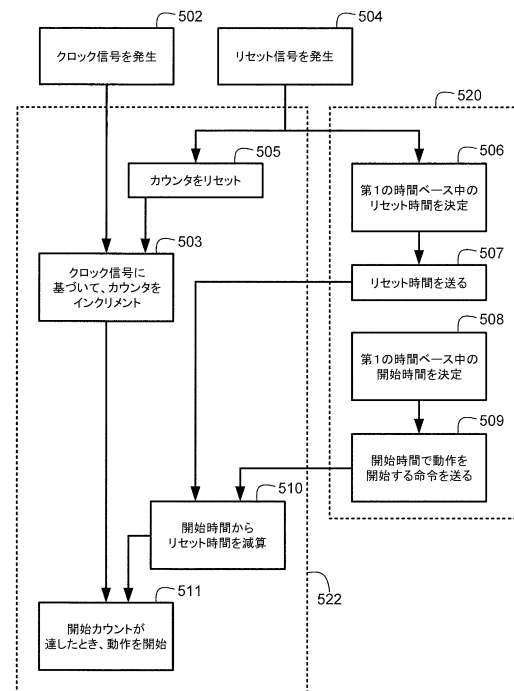 502
クロック信号を発生
504
リセット信号を発生
520
505
カウンタをリセット
506
第1の時間ベース中の
リセット時間を決定
503
クロック信号に
基づいて、カウンタを
インクリメント
507
リセット時間を送る
508
第1の時間ベース中の
開始時間を決定
509
開始時間で動作を
開始する命令を送る
510
開始時間から
リセット時間を減算
522
511
開始カウントが
達したとき、動作を開始